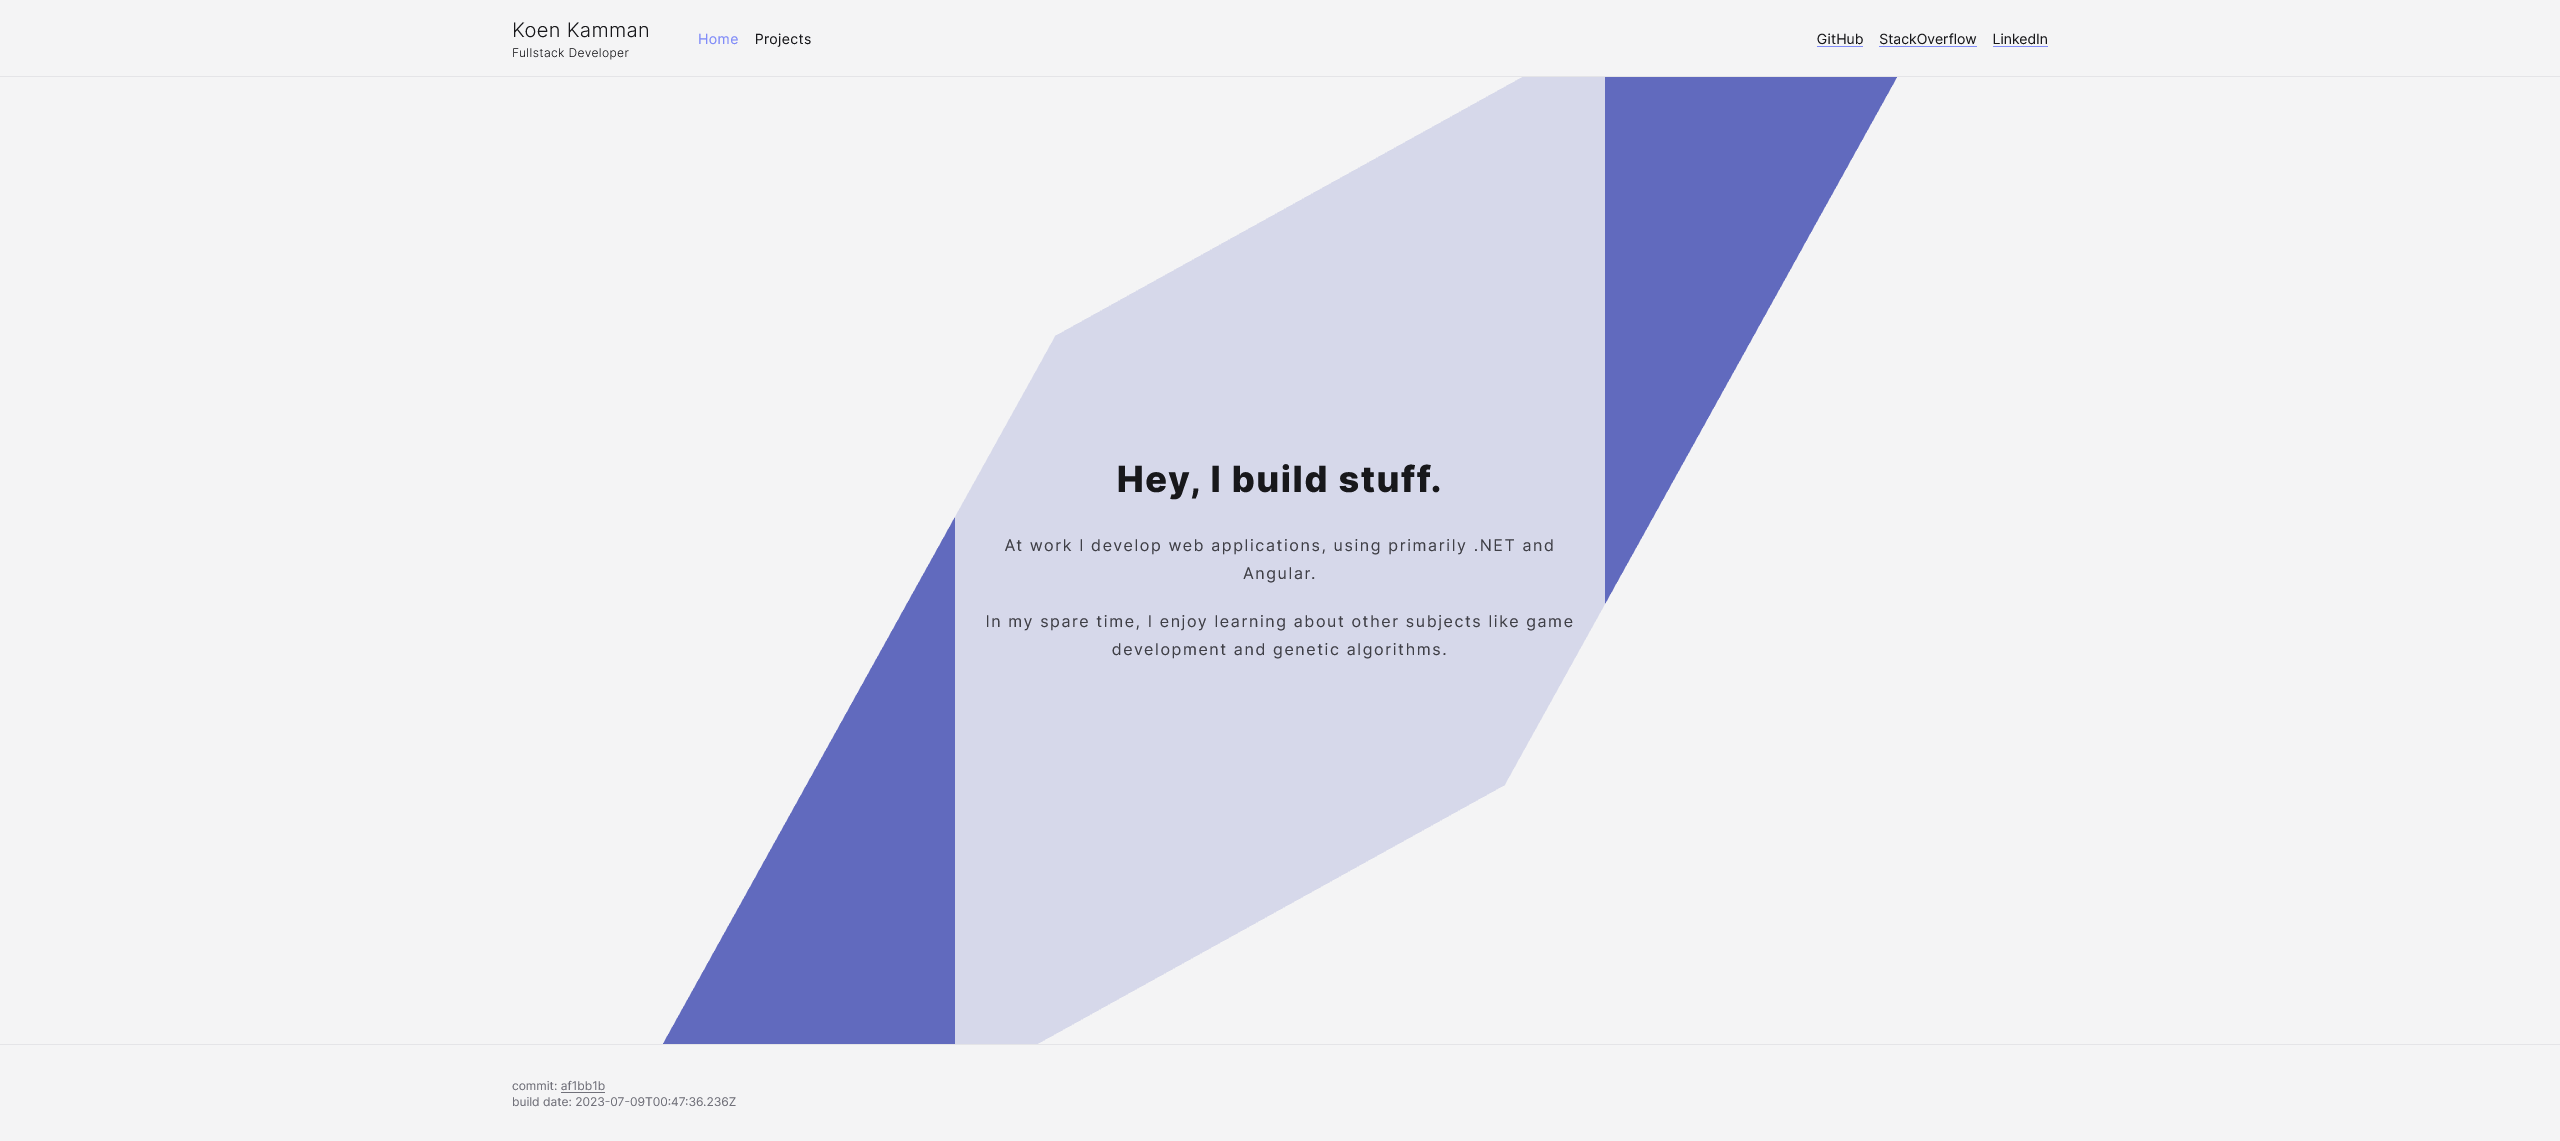 Koen Kamman
Fullstack Developer
Home Projects
GitHub StackOverflow LinkedIn
Hey, I build stuff.
At work I develop web applications, using primarily .NET and
Angular.
In my spare time, I enjoy learning about other subjects like game
development and genetic algorithms.
commit: af1bb1b
build date: 2023-07-09T00:47:36.236Z